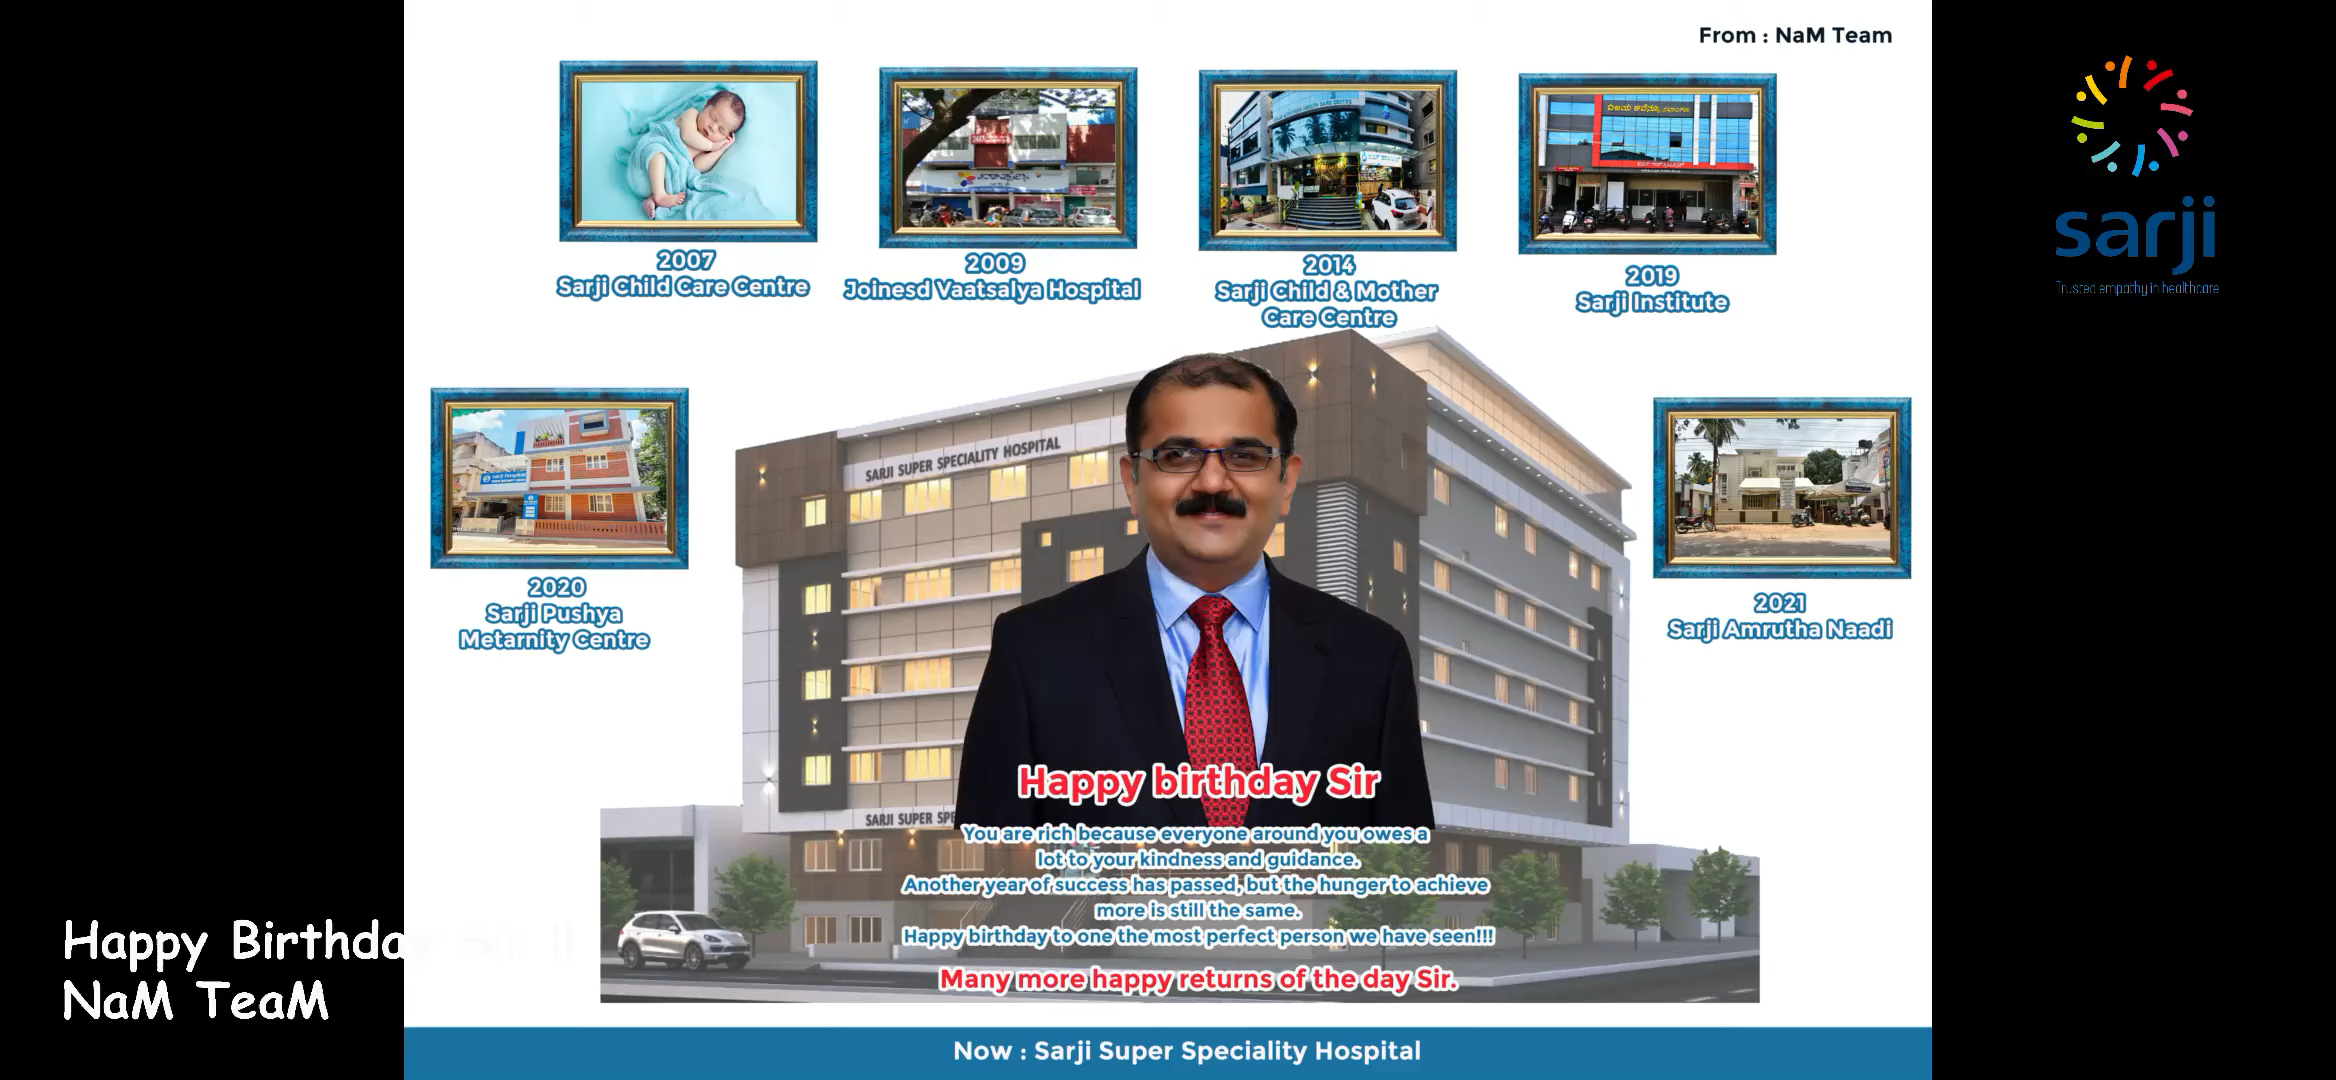 From : NaM Team
sarji
Trusted empathy in healthcare
2007
Sarji Child Care Centre
2009
Joinesd Vaatsalya Hospital
2014
Sarji Child & Mother
Care Centre
2019
Sarji Institute
ವಿಜಯ
SARJI SUPER SPECIALITY HOSPITAL
sarji hospital
2020
Sarji Pushya
Metarnity Centre
2021
Sarji Amrutha Naadi
Happy birthday Sir
SARJI SUPER SPE
You are rich because everyone around you owes a
lot to your kindness and guidance.
Another year of success has passed, but the hunger to achieve
more is still the same.
Happy birthday to one the most perfect person we have seen!!!
Many more happy returns of the day Sir.
Happy Birthday Sir ||
NaM TeaM
Now : Sarji Super Speciality Hospital